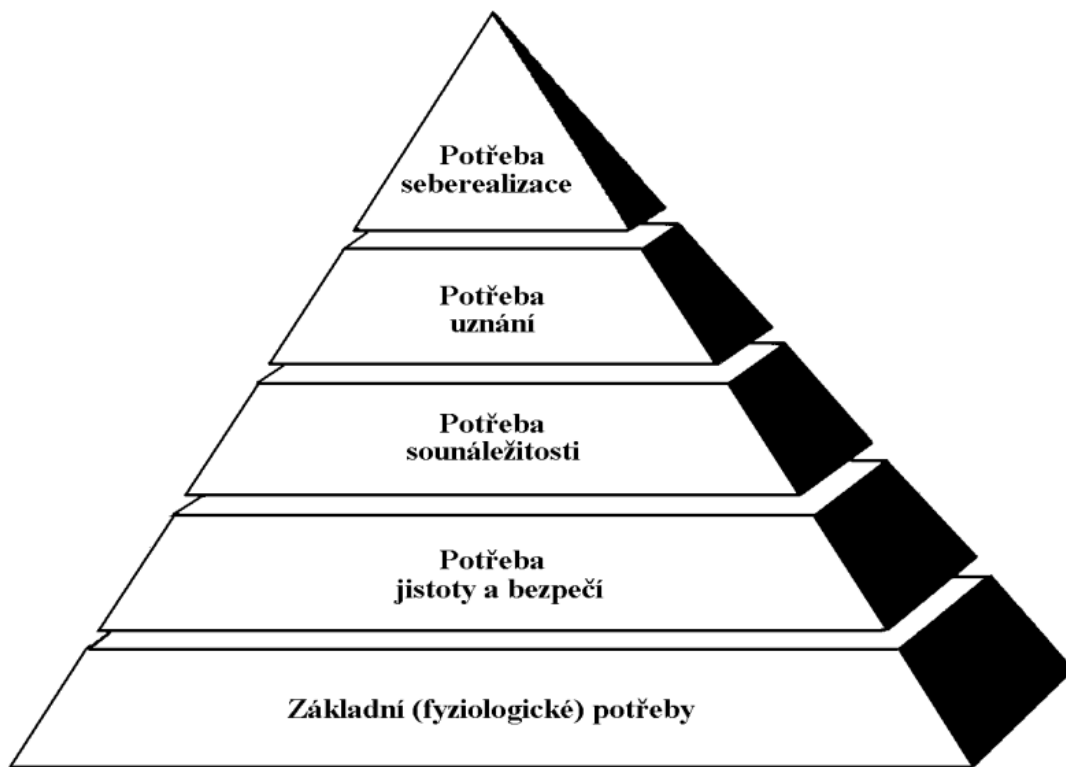 Potřeba
seberealizace
Potřeba
uznání
Potřeba
sounáležitosti
Potřeba
jistoty a bezpečí
Základní (fyziologické) potřeby